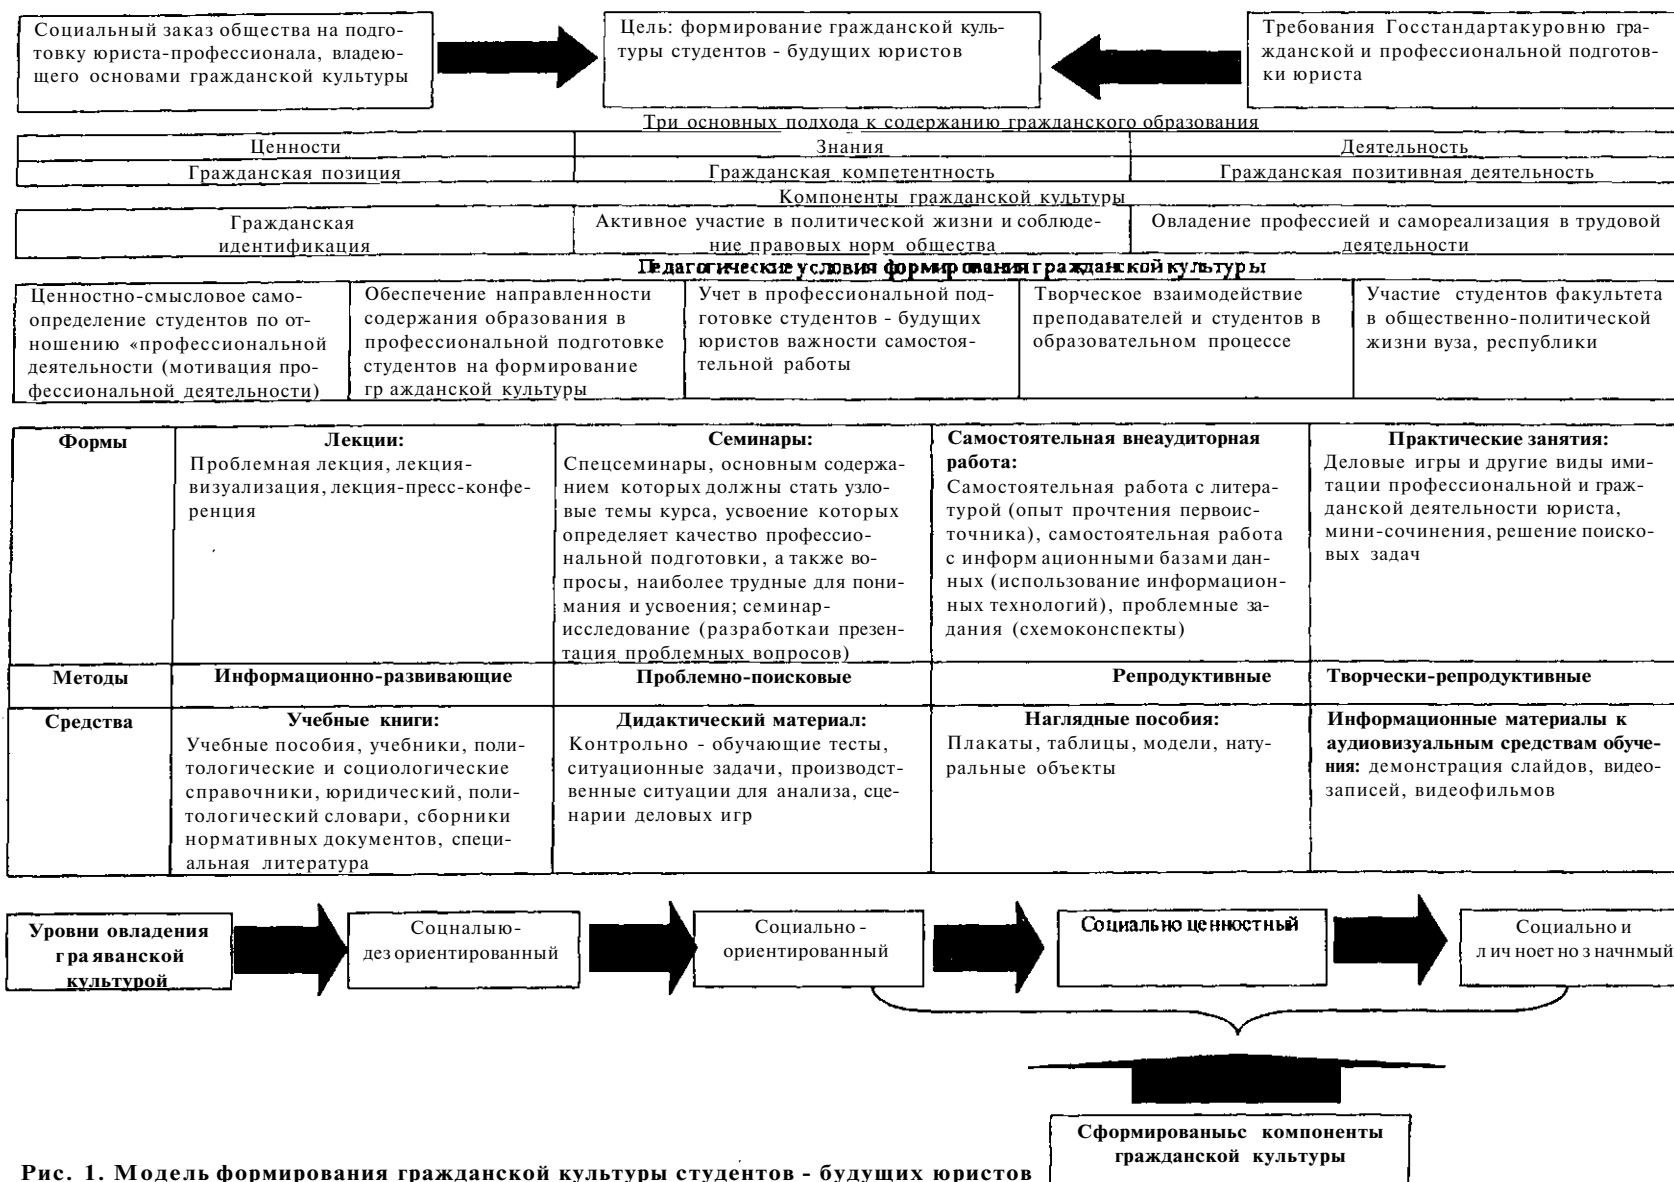 Социальный заказ общества на подго-
товку юриста-профессионала, владею-
щего основами гражданской культуры
Цель: формирование гражданской куль-
туры студентов - будущих юристов
Требования Госстандартакуровню гра-
жданской и профессиональной подготов-
ки юриста
Три основных подхода к содержанию гражданского образования
Ценности
Знания
Деятельность
Гражданская позиция
Гражданская компетентность
Гражданская позитивная деятельность
Компоненты гражданской культуры
Гражданская
идентификация
Активное участие в политической жизни и соблюде-
ние правовых норм общества
Овладение профессией и самореализация в трудовой
деятельности
Педагогические условия формирования гражданской культуры
Ценностно-смысловое само-
определение студентов по от-
ношению «профессиональной
деятельности (мотивация про-
фессиональной деятельности)
Обеспечение направленности
содержания образования в
профессиональной подготовке
студентов на формирование
гр ажданской культуры
Учет в профессиональной под-
готовке студентов - будущих
юристов важности самостоя-
тельной работы
Творческое взаимодействие
преподавателей и студентов в
образовательном процессе
Участие студентов факультета
в общественно-политической
жизни вуза, республики
Формы
Лекции:
Проблемная лекция, лекция-
визуализация, лекция-пресс-конфе-
ренция
Семинары:
Спецсеминары, основным содержа-
нием которых должны стать узло-
вые темы курса, усвоение которых
определяет качество профессио-
нальной подготовки, а также во-
просы, наиболее трудные для пони-
мания и усвоения; семинар-
исследование (разработкаи презен-
тация проблемных вопросов)
Самостоятельная внеаудиторная
работа:
Самостоятельная работа с литера-
турой (опыт прочтения первоис-
точника), самостоятельная работа
с информ ационными базами дан-
ных (использование информацион-
ных технологий), проблемные за-
дания (схемоконспекты)
Практические занятия:
Деловые игры и другие виды ими-
тации профессиональной и граж-
данской деятельности юриста,
мини-сочинения, решение поиско-
вых задач
Методы
Информационно-развивающие
Проблемно-поисковые
Репродуктивные
Творчески-репродуктивные
Средства
Учебные книги:
Учебные пособия, учебники, поли-
тологические и социологические
справочники, юридический, поли-
тологический словари, сборники
нормативных документов, специ-
альная литература
Дидактический материал:
Контрольно - обучающие тесты,
ситуационные задачи, производст-
венные ситуации для анализа, сце-
нарии деловых игр
Наглядные пособия:
Плакаты, таблицы, модели, нату-
ральные объекты
Информационные материалы к
аудиовизуальным средствам обуче-
ния: демонстрация слайдов, видео-
записей, видеофильмов
Уровни овладения
гра яванской
культурой
Соцналыю-
дез ориентированный
Социально -
ориентированный
Социально ценностный
Социально и
л ич ноет но з начнмый
Сформированыьс компоненты
гражданской культуры
Рис. 1. Модель формирования гражданской культуры студентов - будущих юристов